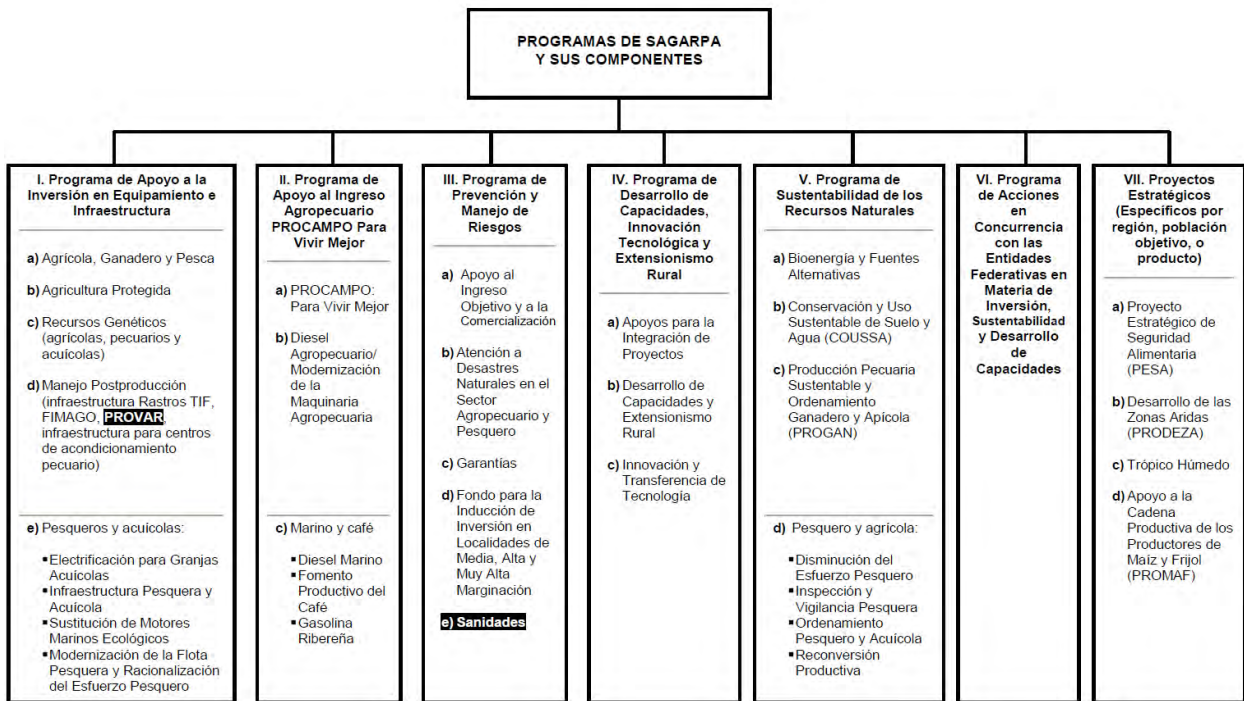 PROGRAMAS DE SAGARPA
Y SUS COMPONENTES
I. Programa de Apoyo a la
Inversión en Equipamiento e
Infraestructura
a) Agrícola, Ganadero y Pesca
b) Agricultura Protegida
c) Recursos Genéticos
(agrícolas, pecuarios y
acuícolas)
d) Manejo Postproducción
(infraestructura Rastros TIF,
FIMAGO, PROVAR,
infraestructura para centros
de acondicionamiento
pecuario)
e) Pesqueros y acuícolas:
▪Electrificación para Granjas
Acuícolas
▪Infraestructura Pesquera y
Acuícola
▪Sustitución de Motores
Marinos Ecológicos
▪Modernización de la Flota
Pesquera y Racionalización
del Esfuerzo Pesquero
II. Programa de
Apoyo al Ingreso
Agropecuario
PROCAMPO Para
Vivir Mejor
a) PROCAMPO:
Para Vivir Mejor
b) Diesel
Agropecuario/
Modernización
de la
Maquinaria
Agropecuaria
c) Marino y café
▪Diesel Marino
▪Fomento
Productivo del
Café
▪Gasolina
Ribereña
III. Programa de
Prevención y
Manejo de
Riesgos
a) Apoyo al
Ingreso
Objetivo y a la
Comercialización
b) Atención a
Desastres
Naturales en el
Sector
Agropecuario y
Pesquero
c) Garantías
d) Fondo para la
Inducción de
Inversión en
Localidades de
Media, Alta y
Muy Alta
Marginación
e) Sanidades
IV. Programa de
Desarrollo de
Capacidades,
Innovación
Tecnológica y
Extensionismo
Rural
a) Apoyos para la
Integración de
Proyectos
b) Desarrollo de
Capacidades y
Extensionismo
Rural
c) Innovación y
Transferencia de
Tecnología
V. Programa de
Sustentabilidad de los
Recursos Naturales
a) Bioenergía y Fuentes
Alternativas
b) Conservación y Uso
Sustentable de Suelo y
Agua (COUSSA)
c) Producción Pecuaria
Sustentable y
Ordenamiento
Ganadero y Apícola
(PROGAN)
d) Pesquero y agrícola:
▪Disminución del
Esfuerzo Pesquero
▪Inspección y
Vigilancia Pesquera
▪Ordenamiento
Pesquero y Acuícola
▪Reconversión
Productiva
VI. Programa
de Acciones
en
Concurrencia
con las
Entidades
Federativas en
Materia de
Inversión,
Sustentabilidad
y Desarrollo
de
Capacidades
VII. Proyectos
Estratégicos
(Específicos por
región, población
objetivo, o
producto)
a) Proyecto
Estratégico de
Seguridad
Alimentaria
(PESA)
b) Desarrollo de las
Zonas Aridas
(PRODEZA)
c) Trópico Húmedo
d) Apoyo a la
Cadena
Productiva de los
Productores de
Maíz y Frijol
(PROMAF)